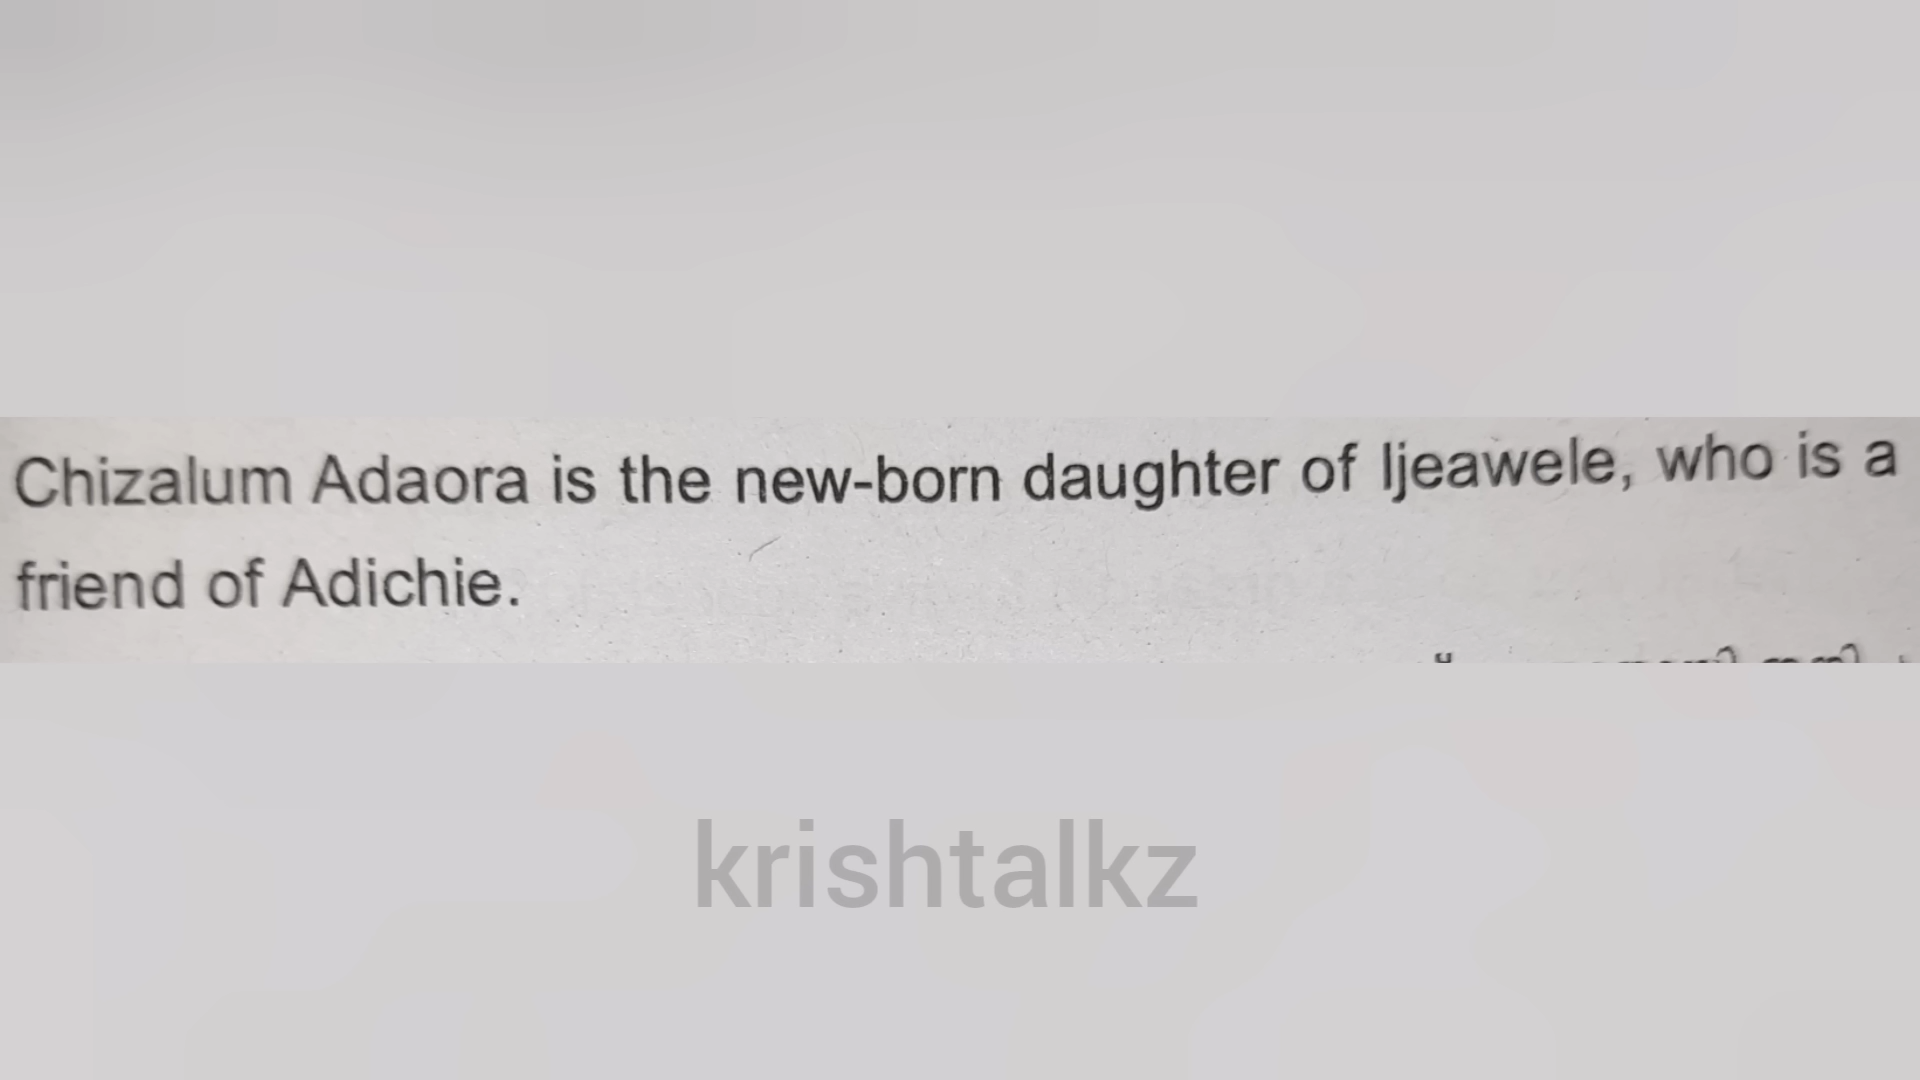 Chizalum Adaora is the new-born daughter of Ijeawele, who is a
friend of Adichie.
krishtalkz